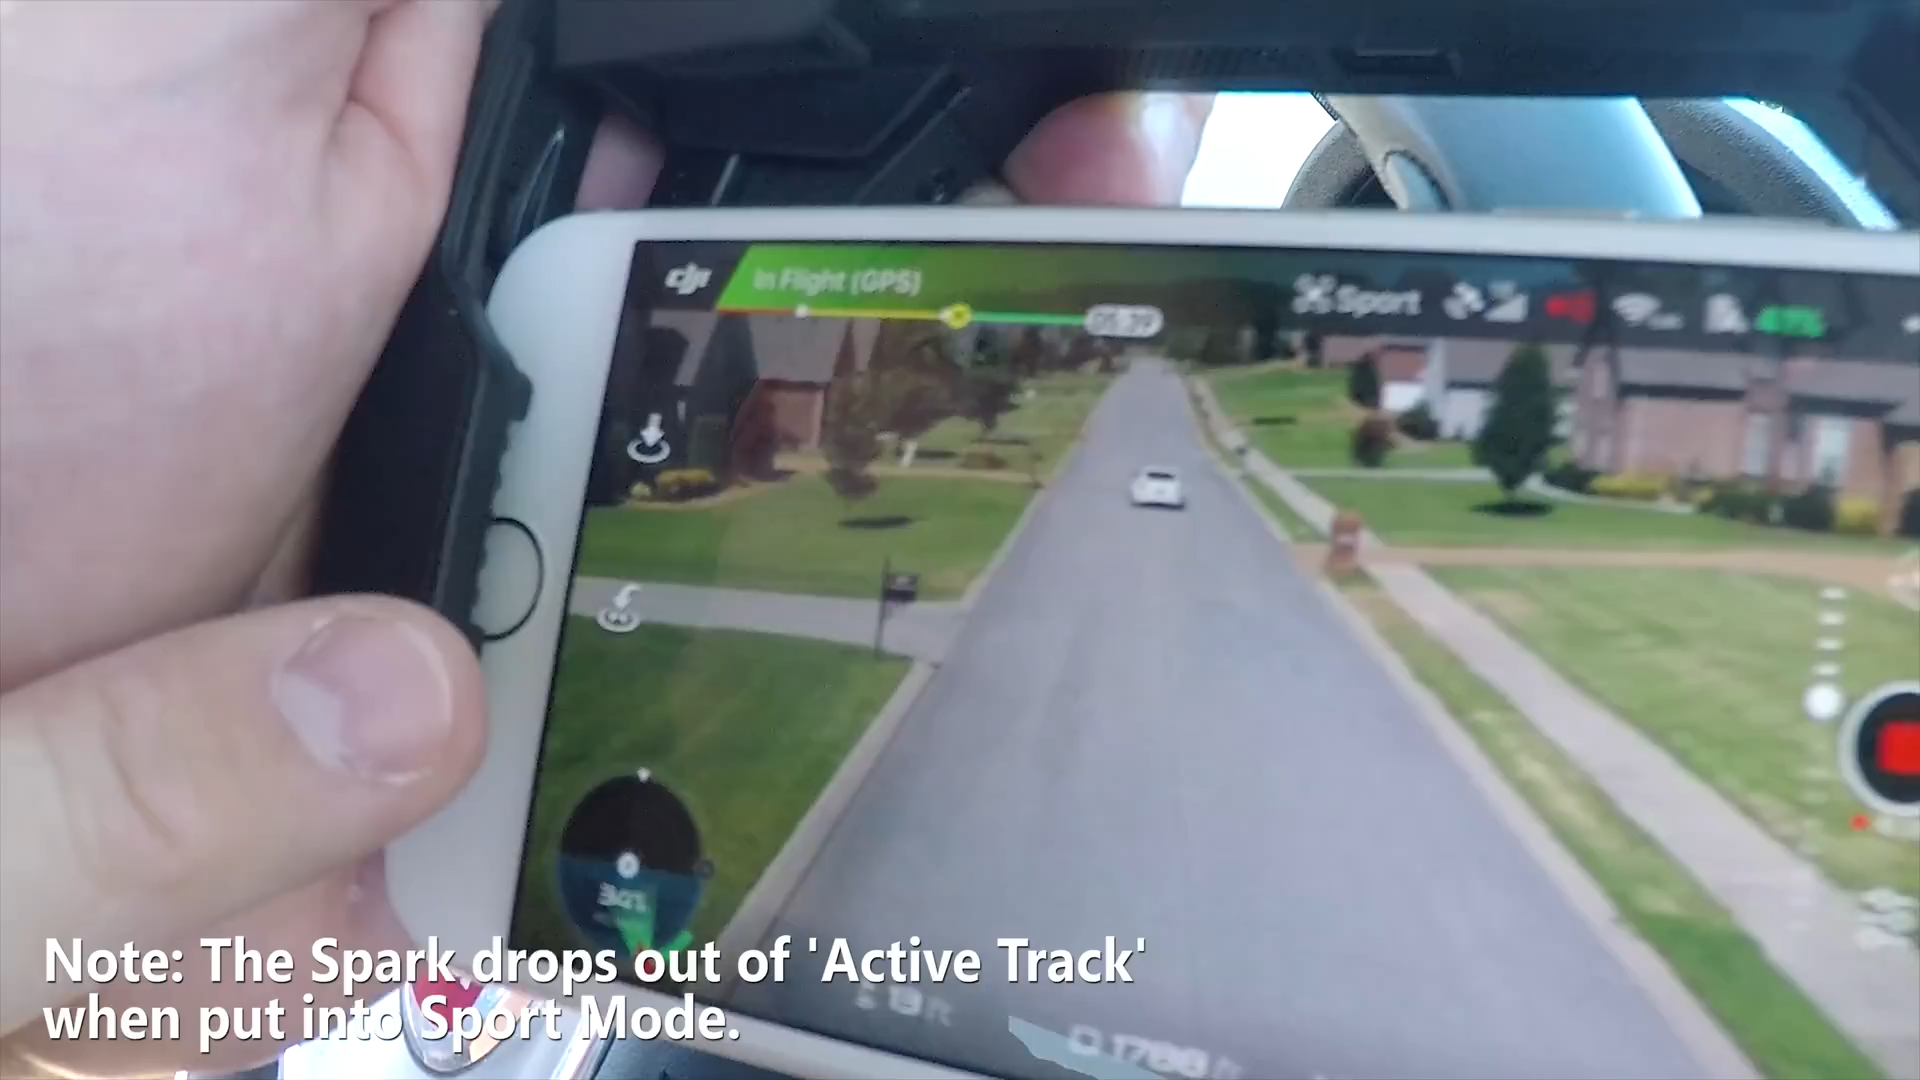 dji
In Flight (GPS)
Sport
Note: The Spark drops out of 'Active Track'
when put into Sport Mode.